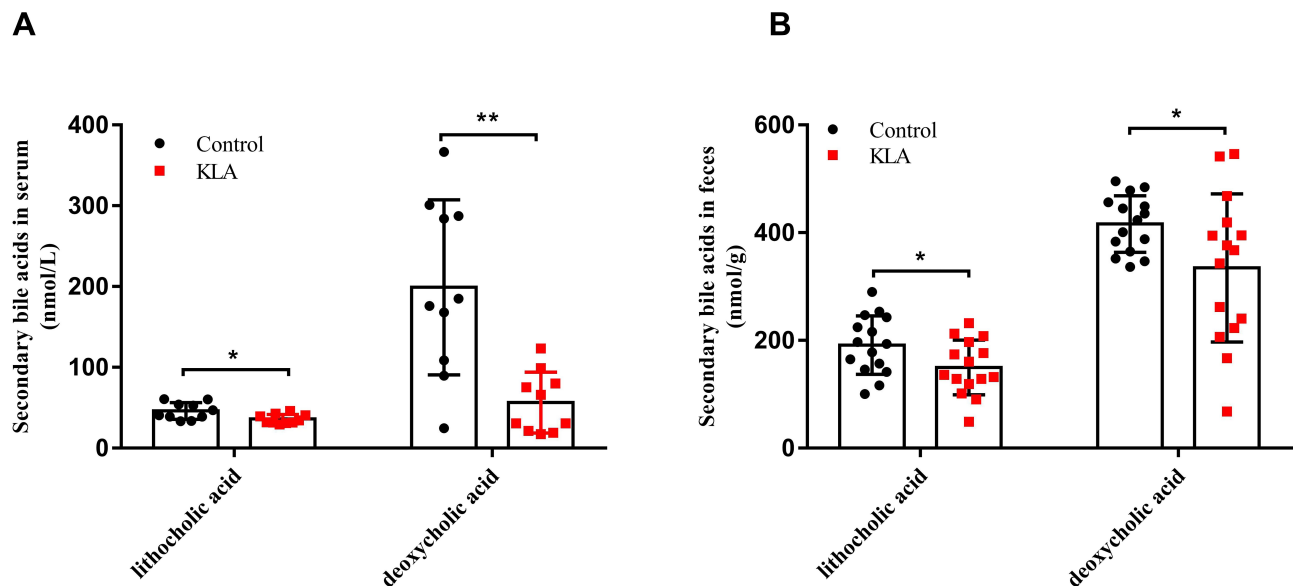 A
Secondary bile acids in serum
(nmol/L)
400
300
200
100
0
Control
KLA
*
**
lithocholic acid
deoxycholic acid
B
Secondary bile acids in feces
(nmol/g)
600
400
200
0
Control
KLA
*
*
lithocholic acid
deoxycholic acid